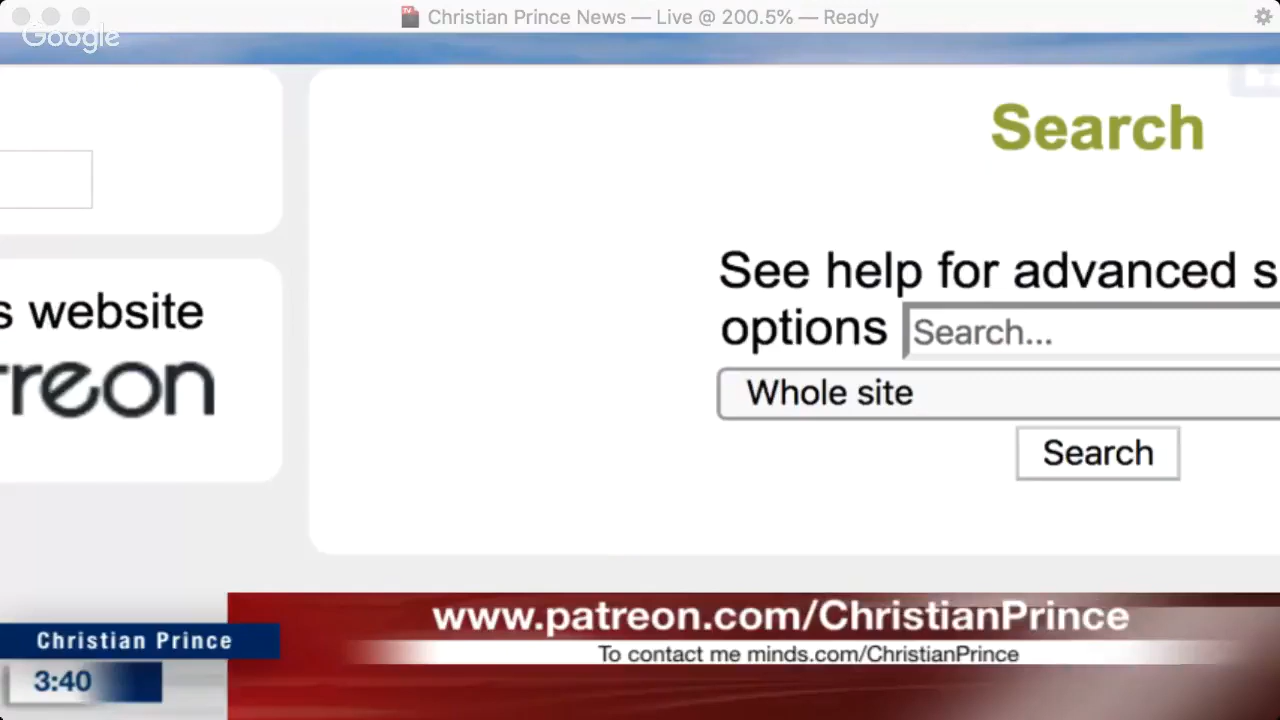 Christian Prince News — Live @ 200.5% — Ready
Google
Search
s website
reon
See help for advanced s
options Search...
Whole site
Search
www.patreon.com/ChristianPrince
To contact me minds.com/ChristianPrince
Christian Prince
3:40